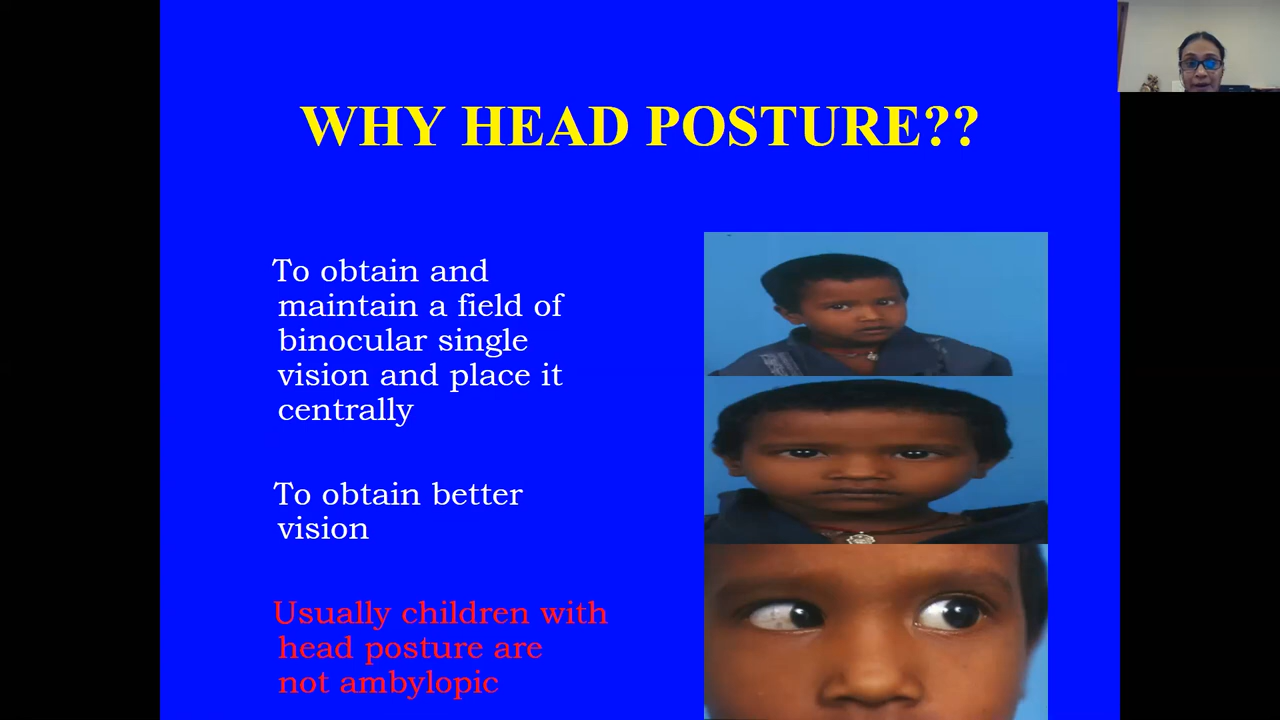 WHY HEAD POSTURE??
To obtain and
maintain a field of
binocular single
vision and place it
centrally
To obtain better
vision
Usually children with
head posture are
not ambylopic